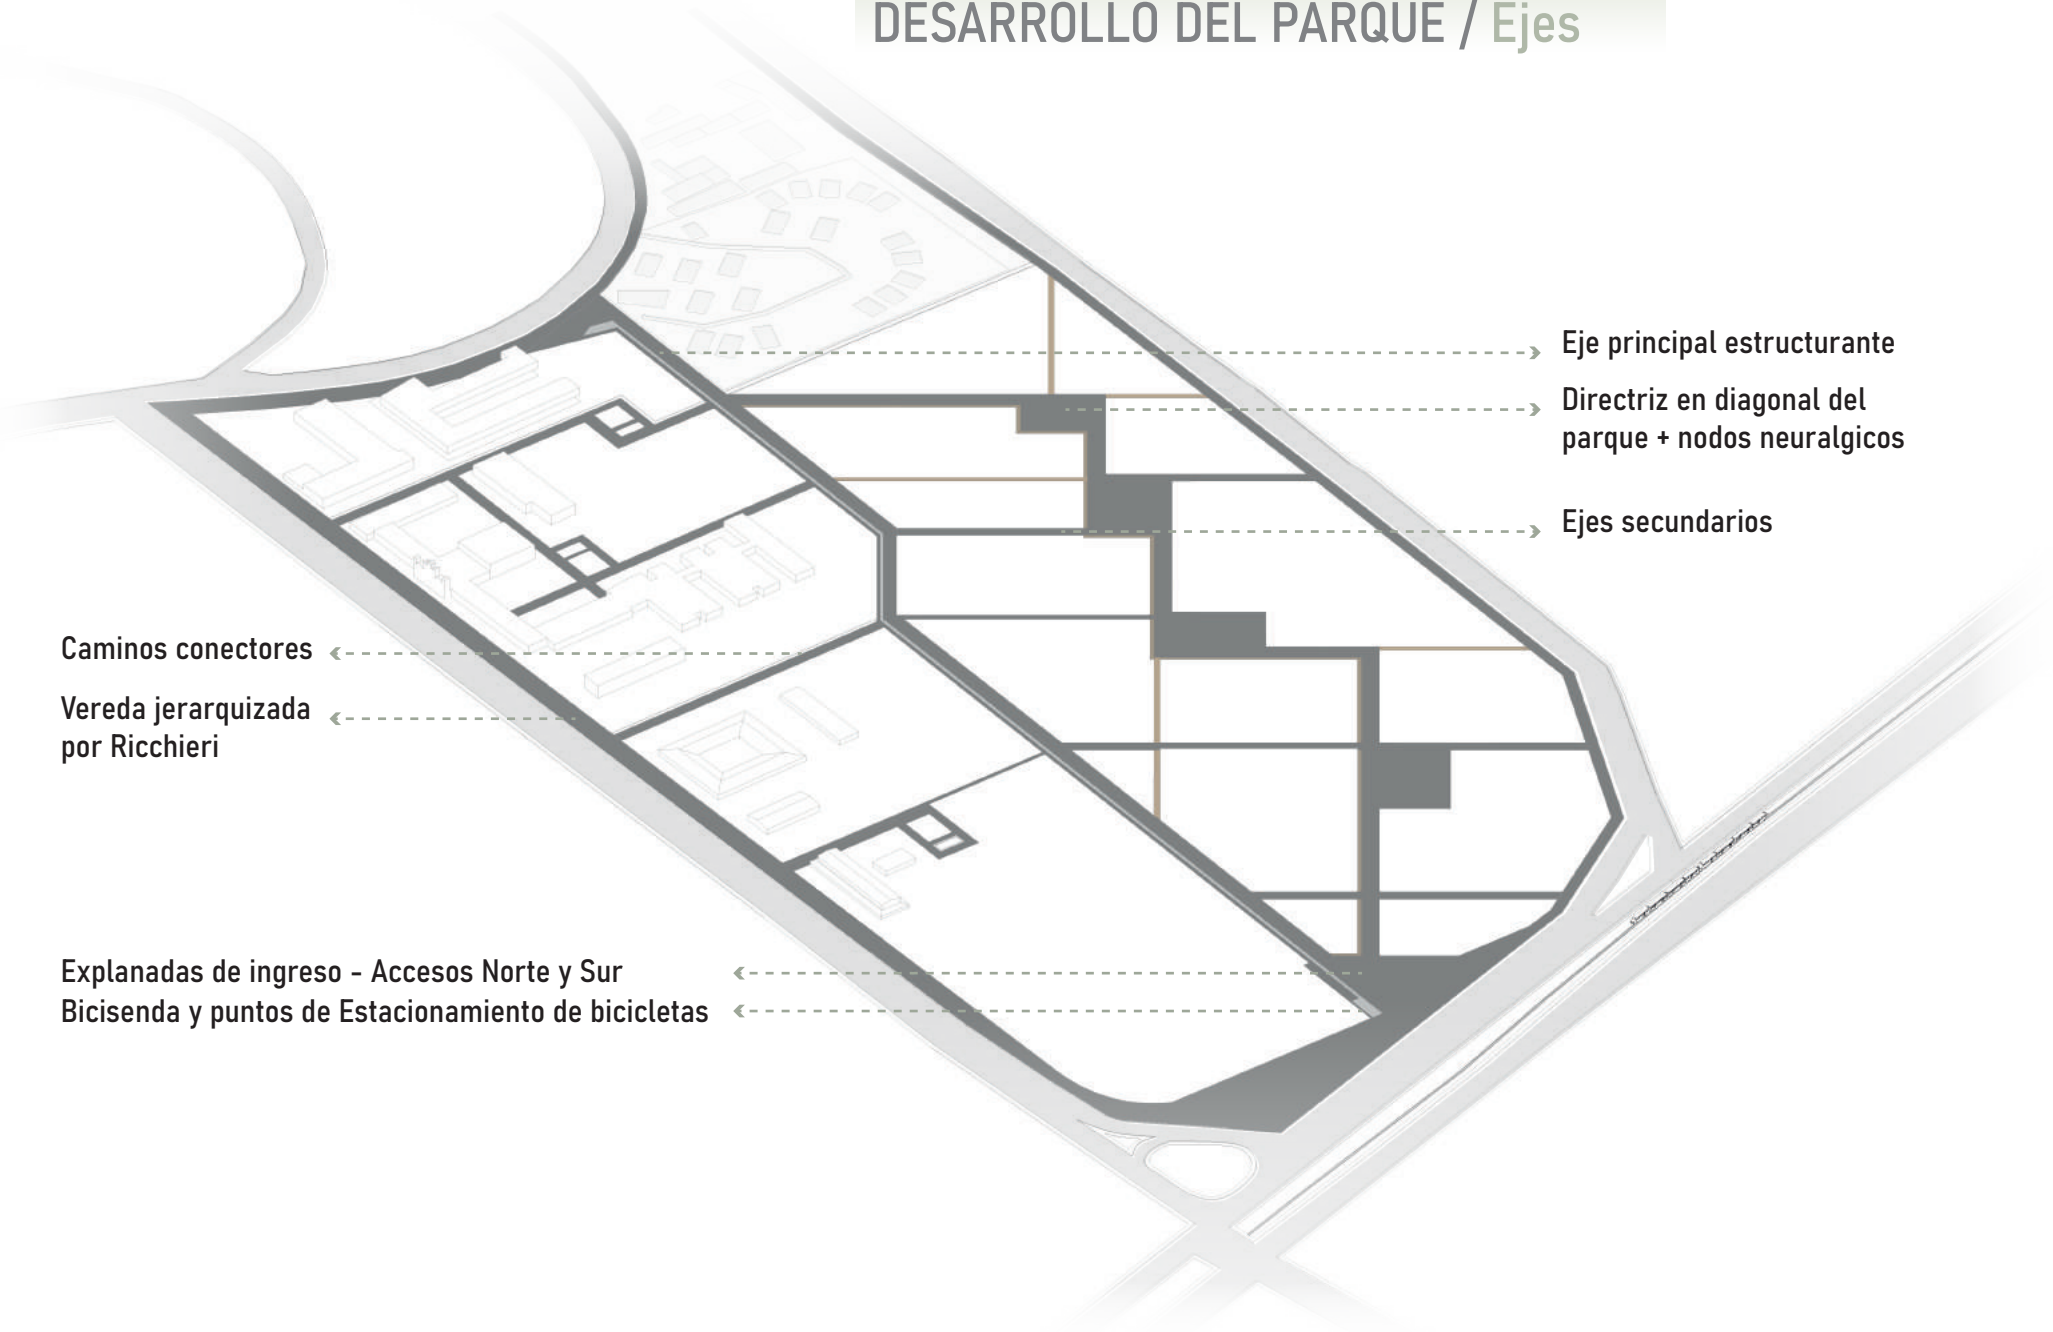 DESARROLLO DEL PARQUE / Ejes
Eje principal estructurante
Directriz en diagonal del
parque + nodos neuralgicos
Ejes secundarios
Caminos conectores
Vereda jerarquizada
por Ricchieri
Explanadas de ingreso - Accesos Norte y Sur
Bicisenda y puntos de Estacionamiento de bicicletas